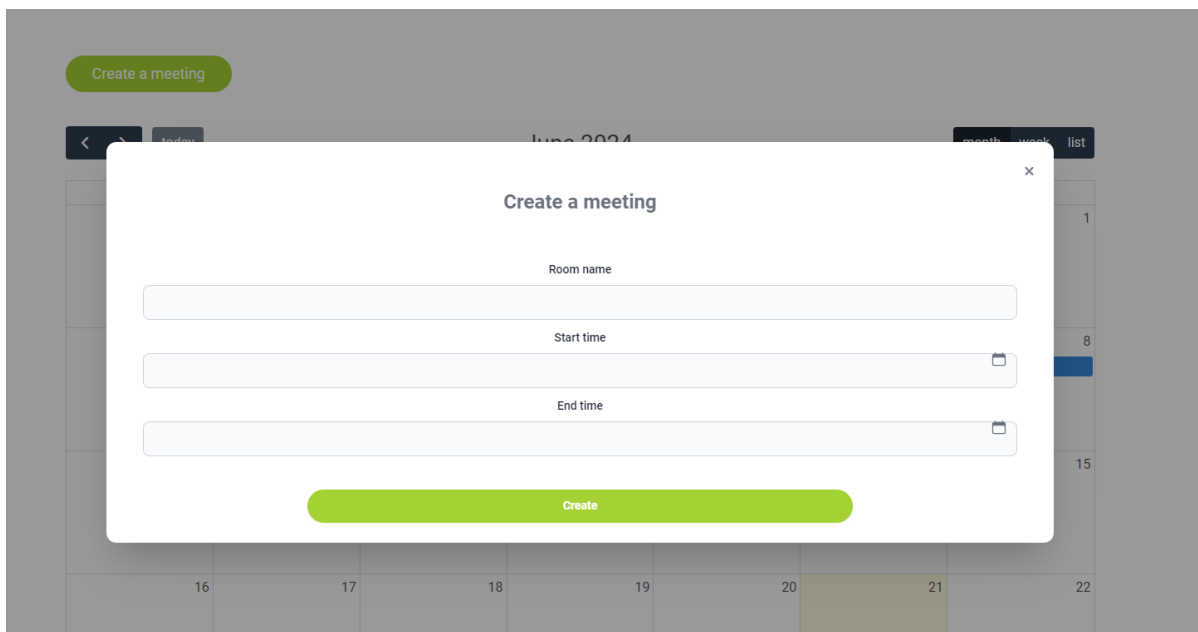 Create a meeting
today
June 2024
month week list
Create a meeting
1
Room name
Start time
8
End time
15
Create
16 17 18 19 20 21 22